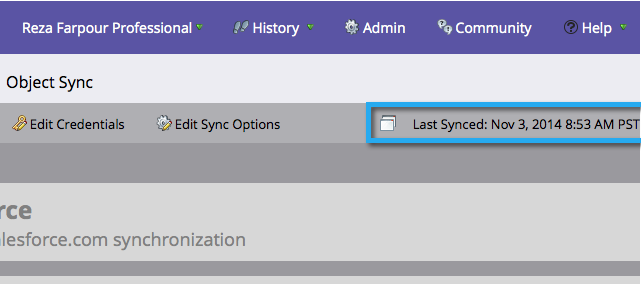 Reza Farpour Professional History Admin Community Help
Object Sync
Edit Credentials Edit Sync Options Last Synced: Nov 3, 2014 8:53 AM PST
rce
alesforce.com synchronization